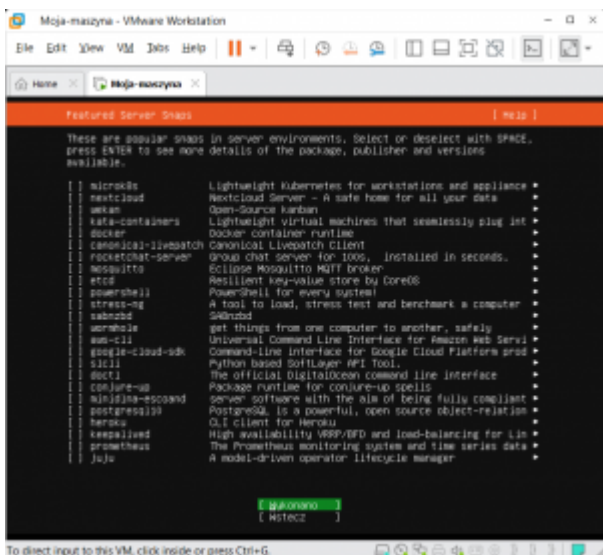 Moja-maszyna - VMware Workstation
File Edit View VM Tabs Help
Home
Moja-maszyna
Featured Server Snaps [ Help ]
These are popular snaps in server environments. Select or deselect with SPACE,
press ENTER to see more details of the package, publisher and versions
available.
[ ] microk8s Lightweight Kubernetes for workstations and appliance ▸
[ ] nextcloud Nextcloud Server - A safe home for all your data ▸
[ ] wekan Open-Source kanban ▸
[ ] kata-containers Lightweight virtual machines that seamlessly plug int ▸
[ ] docker Docker container runtime ▸
[ ] canonical-livepatch Canonical Livepatch Client ▸
[ ] rocketchat-server Group chat server for 100s, installed in seconds. ▸
[ ] mosquitto Eclipse Mosquitto MQTT broker ▸
[ ] etcd Resilient key-value store by CoreOS ▸
[ ] powershell PowerShell for every system! ▸
[ ] stress-ng A tool to load, stress test and benchmark a computer ▸
[ ] sabnzbd SABnzbd ▸
[ ] wormhole get things from one computer to another, safely ▸
[ ] aws-cli Universal Command Line Interface for Amazon Web Servi ▸
[ ] google-cloud-sdk Command-line interface for Google Cloud Platform prod ▸
[ ] slcli Python based SoftLayer API Tool. ▸
[ ] doctl The official DigitalOcean command line interface ▸
[ ] conjure-up Package runtime for conjure-up spells ▸
[ ] minidlna-escoand server software with the aim of being fully compliant ▸
[ ] postgresql10 PostgreSQL is a powerful, open source object-relation ▸
[ ] heroku CLI client for Heroku ▸
[ ] keepalived High availability VRRP/BFD and load-balancing for Lin ▸
[ ] prometheus The Prometheus monitoring system and time series data ▸
[ ] juju A model-driven operator lifecycle manager ▸
[ Wykonano ]
[ Wstecz ]
To direct input to this VM, click inside or press Ctrl+G.